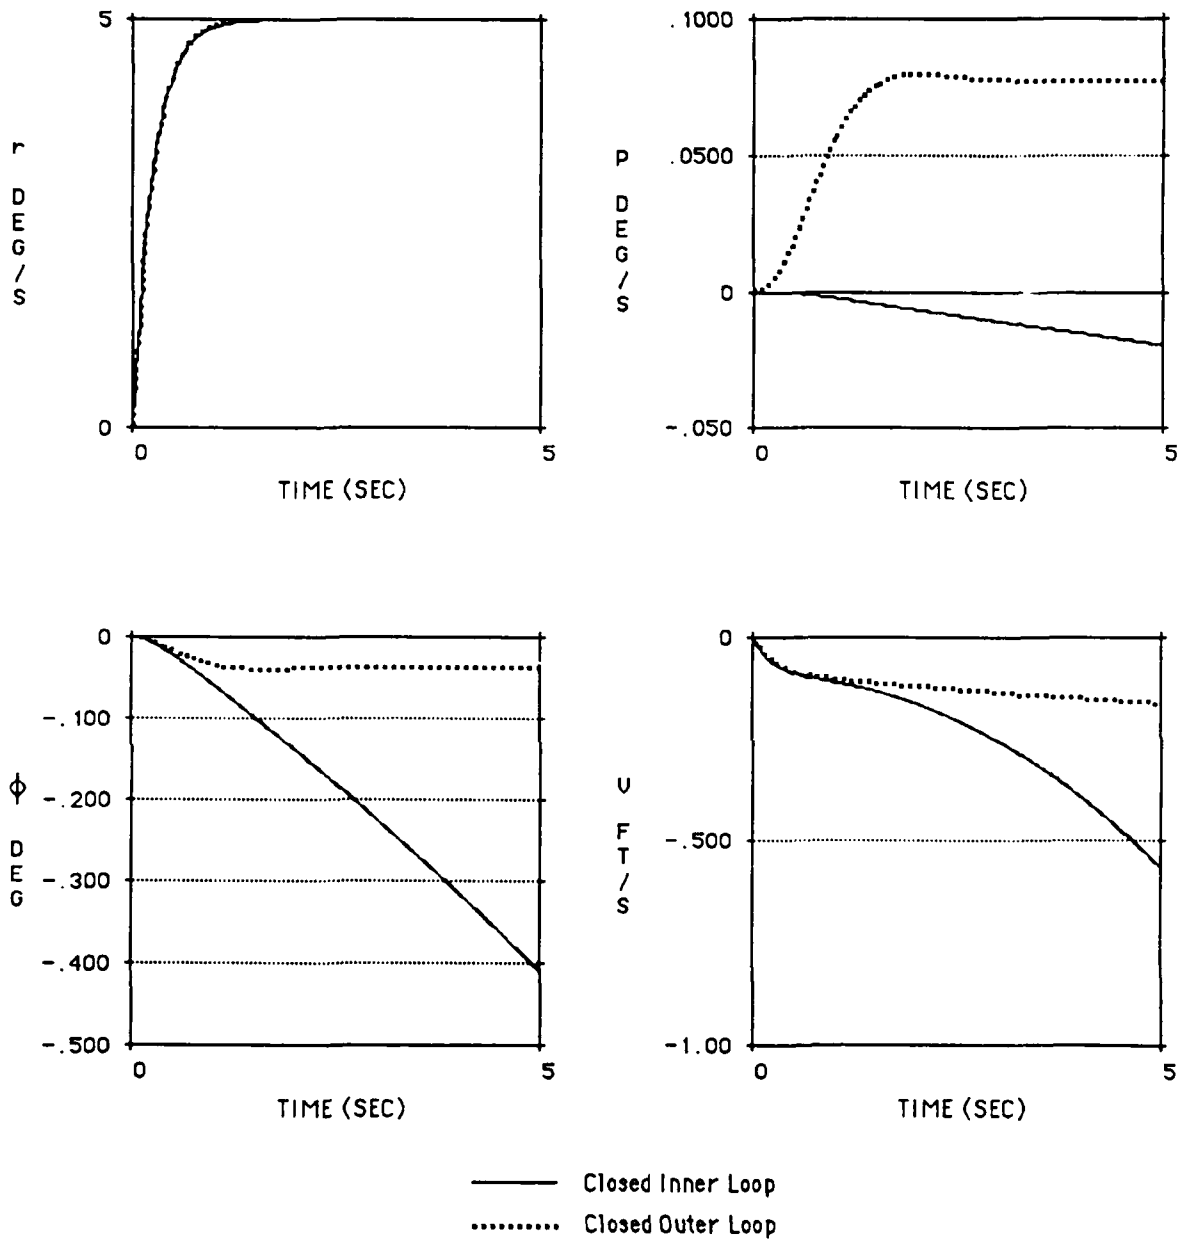 5
r DEG/S
0
0 5
TIME (SEC)
.1000
P DEG/S
.0500
0
-.050
0 5
TIME (SEC)
0
-.100
ϕ DEG
-.200
-.300
-.400
-.500
0 5
TIME (SEC)
0
V FT/S
-.500
-1.00
0 5
TIME (SEC)
Closed Inner Loop
Closed Outer Loop